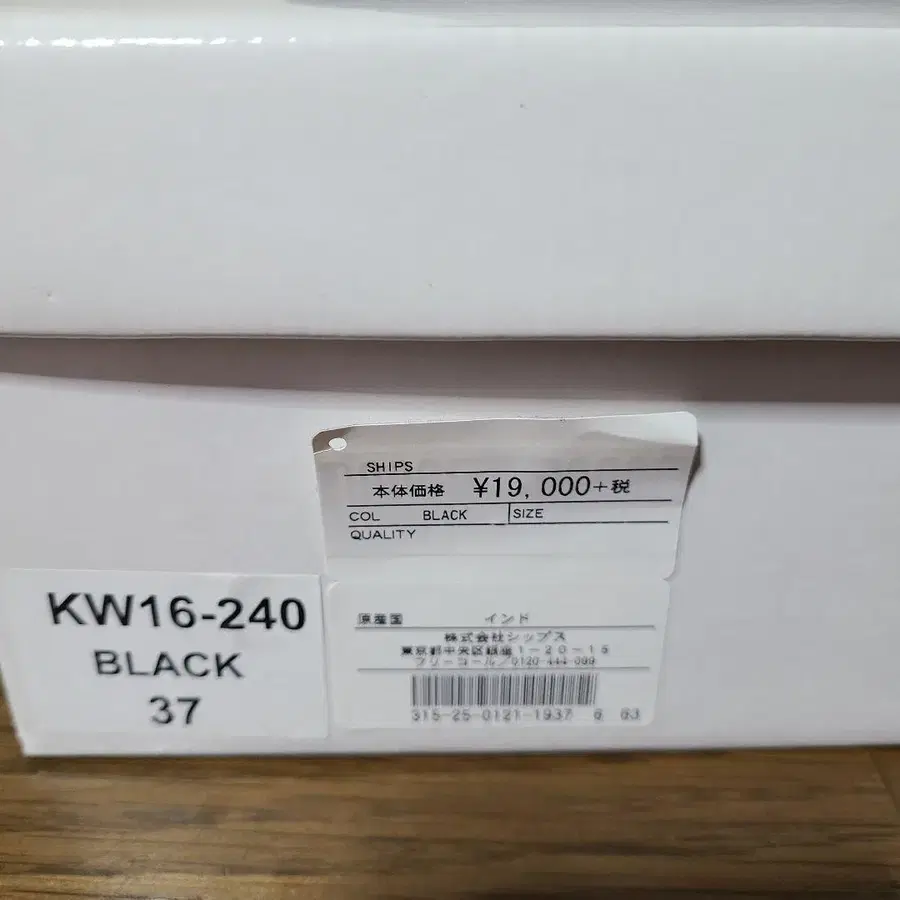 SHIPS
本体価格 ¥19,000+税
COL BLACK SIZE
QUALITY
KW16-240
BLACK
37
原産国 インド
株式会社シップス
東京都中央区銀座1-20-15
フリーコール/0120-444-099
315-25-0121-1937 6 63